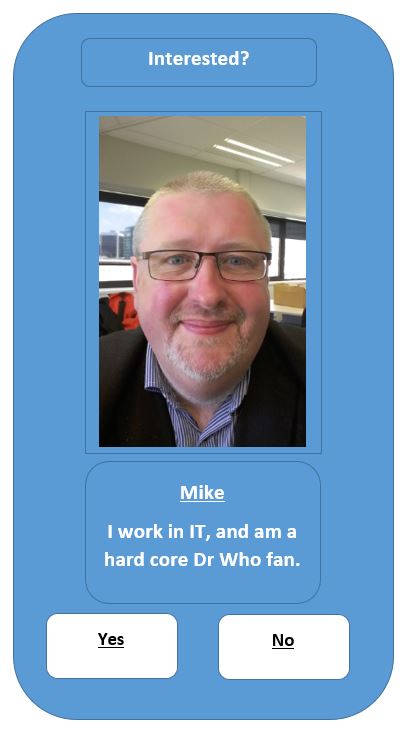 Interested?
Mike
I work in IT, and am a
hard core Dr Who fan.
Yes
No